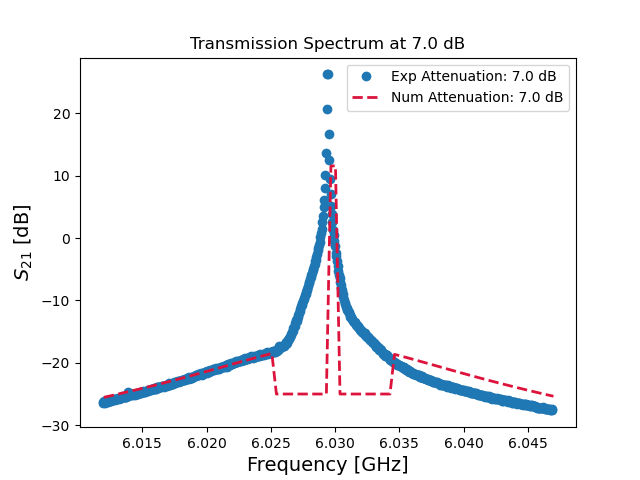 Transmission Spectrum at 7.0 dB
Exp Attenuation: 7.0 dB
Num Attenuation: 7.0 dB
S21 [dB]
20
10
0
−10
−20
−30
6.015 6.020 6.025 6.030 6.035 6.040 6.045
Frequency [GHz]